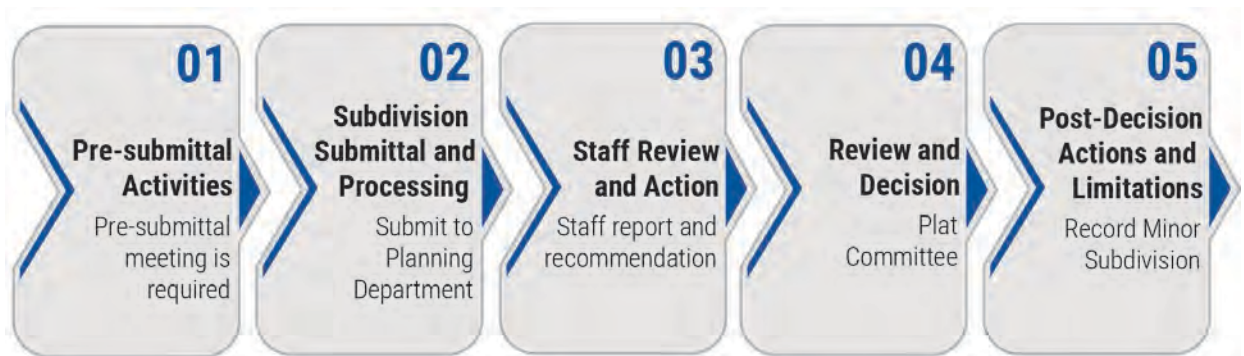 01
Pre-submittal
Activities
Pre-submittal
meeting is
required
02
Subdivision
Submittal and
Processing
Submit to
Planning
Department
03
Staff Review
and Action
Staff report and
recommendation
04
Review and
Decision
Plat
Committee
05
Post-Decision
Actions and
Limitations
Record Minor
Subdivision